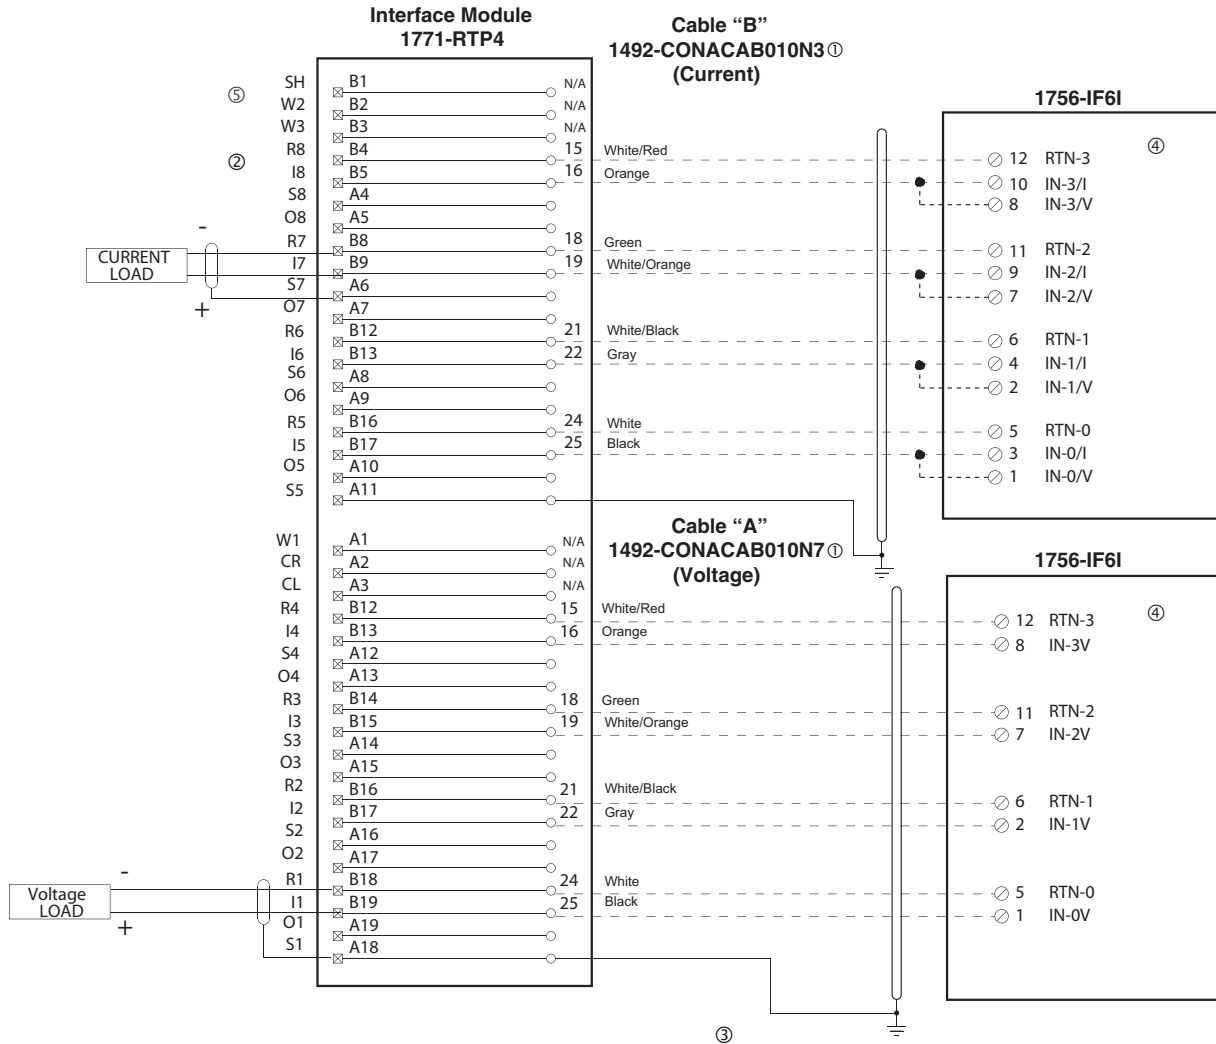 Interface Module
1771-RTP4
Cable “B”
1492-CONACAB010N3①
(Current)
1756-IF6I
④
⑤
②
SH B1 N/A
W2 B2 N/A
W3 B3 N/A
R8 B4 15 White/Red 12 RTN-3
I8 B5 16 Orange 10 IN-3/I
S8 A4 8 IN-3/V
O8 A5
CURRENT
LOAD
-
+
R7 B8 18 Green 11 RTN-2
I7 B9 19 White/Orange 9 IN-2/I
S7 A6 7 IN-2/V
O7 A7
R6 B12 21 White/Black 6 RTN-1
I6 B13 22 Gray 4 IN-1/I
S6 A8 2 IN-1/V
O6 A9
R5 B16 24 White 5 RTN-0
I5 B17 25 Black 3 IN-0/I
O5 A10 1 IN-0/V
S5 A11
Cable “A”
1492-CONACAB010N7①
(Voltage)
1756-IF6I
④
W1 A1 N/A
CR A2 N/A
CL A3 N/A
R4 B12 15 White/Red 12 RTN-3
I4 B13 16 Orange 8 IN-3V
S4 A12
O4 A13
R3 B14 18 Green 11 RTN-2
I3 B15 19 White/Orange 7 IN-2V
S3 A14
O3 A15
R2 B16 21 White/Black 6 RTN-1
I2 B17 22 Gray 2 IN-1V
S2 A16
O2 A17
Voltage
LOAD
-
+
R1 B18 24 White 5 RTN-0
I1 B19 25 Black 1 IN-0V
O1 A19
S1 A18
③